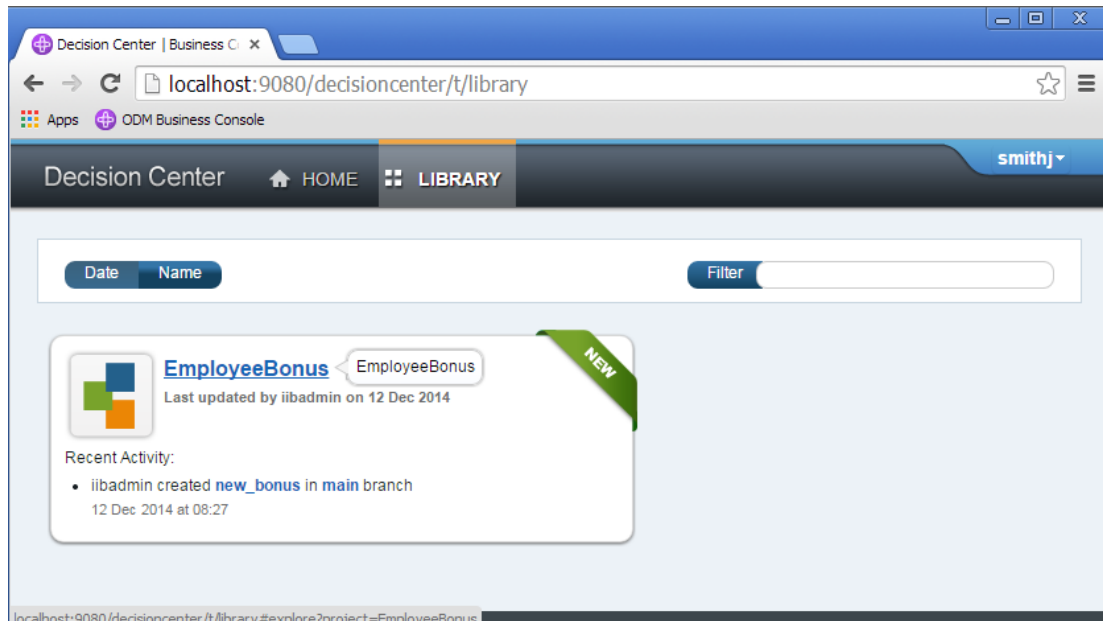 Decision Center | Business C
localhost:9080/decisioncenter/t/library
Apps ODM Business Console
Decision Center HOME LIBRARY smithj
Date Name Filter
EmployeeBonus EmployeeBonus NEW
Last updated by iibadmin on 12 Dec 2014
Recent Activity:
• iibadmin created new_bonus in main branch
12 Dec 2014 at 08:27
localhost:9080/decisioncenter/t/library#explore?project=EmployeeBonus